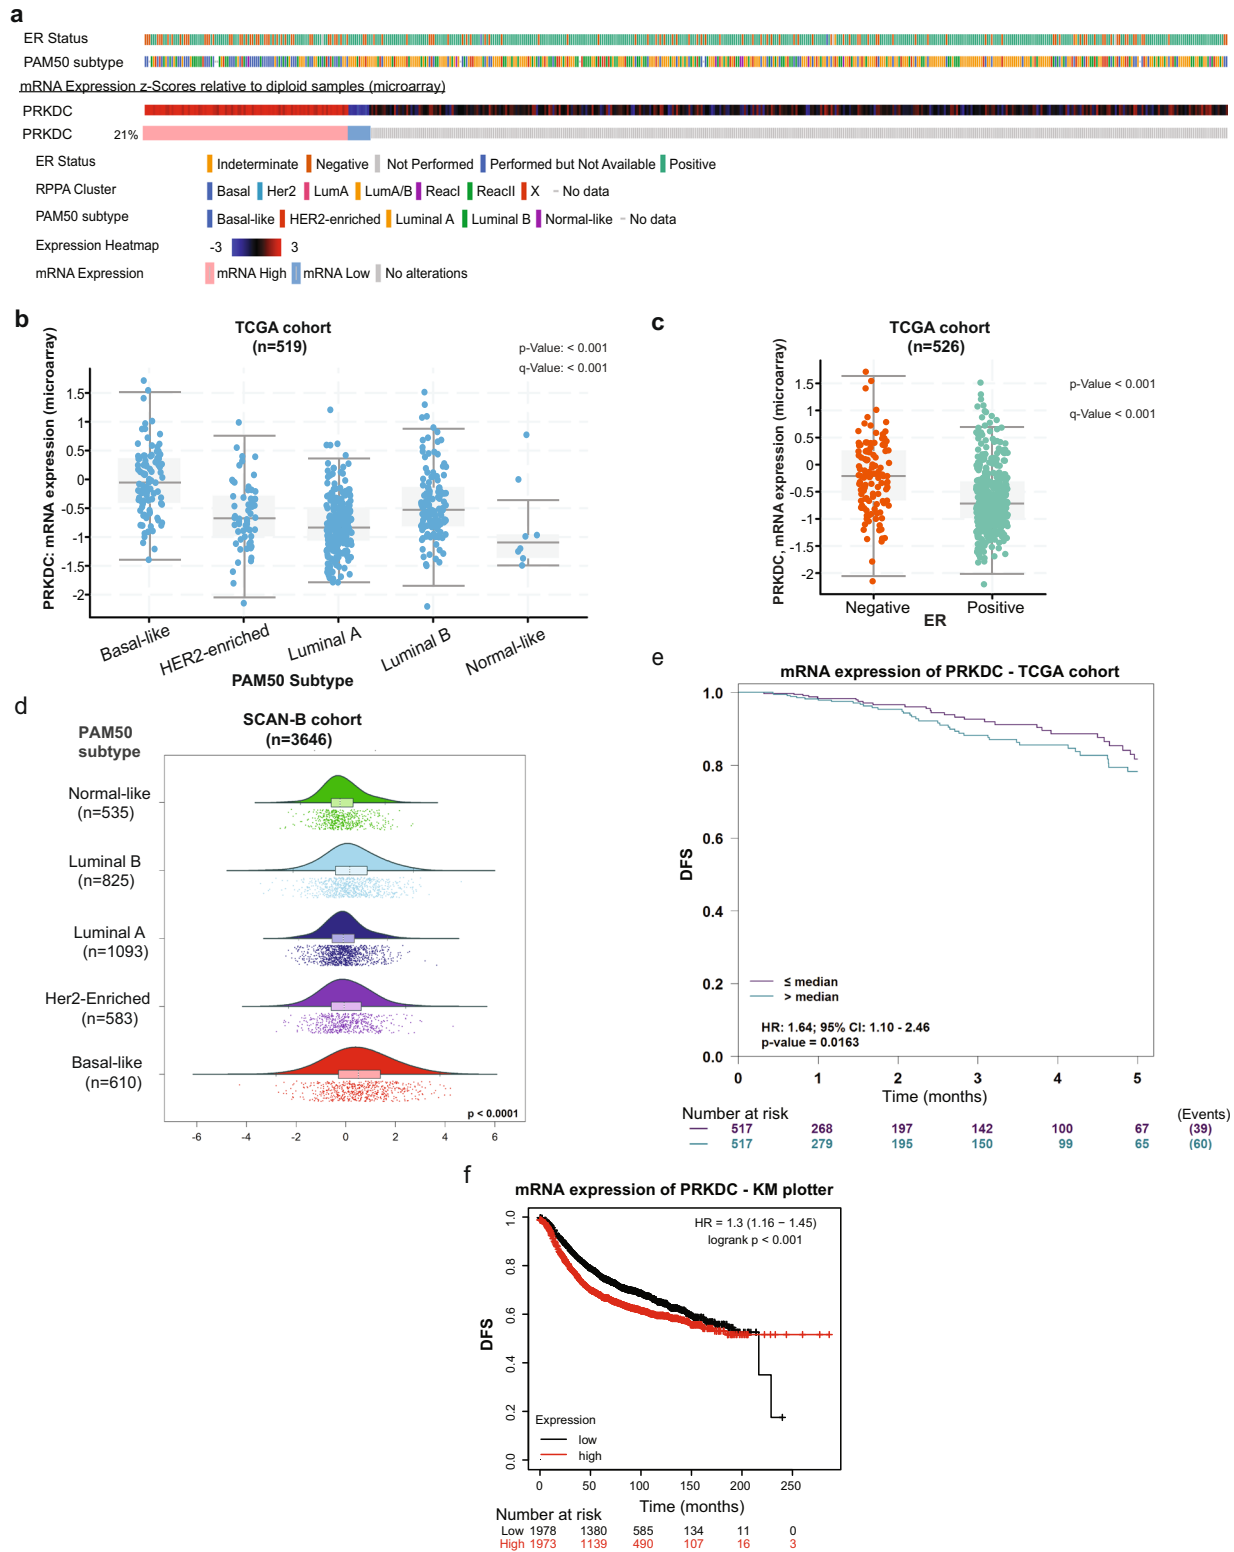 a
ER Status
PAM50 subtype
mRNA Expression z-Scores relative to diploid samples (microarray)
PRKDC
PRKDC 21%
ER Status Indeterminate Negative Not Performed Performed but Not Available Positive
RPPA Cluster Basal Her2 LumA LumA/B ReacI ReacII X No data
PAM50 subtype Basal-like HER2-enriched Luminal A Luminal B Normal-like No data
Expression Heatmap -3 3
mRNA Expression mRNA High mRNA Low No alterations
b
TCGA cohort
(n=519)
p-Value: < 0.001
q-Value: < 0.001
PRKDC: mRNA expression (microarray)
1.5
1
0.5
0
-0.5
-1
-1.5
-2
Basal-like HER2-enriched Luminal A Luminal B Normal-like
PAM50 Subtype
c
TCGA cohort
(n=526)
p-Value < 0.001
q-Value < 0.001
PRKDC, mRNA expression (microarray)
1.5
1
0.5
0
-0.5
-1
-1.5
-2
Negative Positive
ER
d
SCAN-B cohort
(n=3646)
PAM50
subtype
Normal-like
(n=535)
Luminal B
(n=825)
Luminal A
(n=1093)
Her2-Enriched
(n=583)
Basal-like
(n=610)
p < 0.0001
-6 -4 -2 0 2 4 6
e
mRNA expression of PRKDC - TCGA cohort
DFS
1.0
0.8
0.6
0.4
0.2
0.0
≤ median
> median
HR: 1.64; 95% CI: 1.10 - 2.46
p-value = 0.0163
0 1 2 3 4 5
Time (months)
Number at risk (Events)
517 268 197 142 100 67 (39)
517 279 195 150 99 65 (60)
f
mRNA expression of PRKDC - KM plotter
HR = 1.3 (1.16 − 1.45)
logrank p < 0.001
DFS
1.0
0.8
0.6
0.4
0.2
0.0
Expression
low
high
0 50 100 150 200 250
Time (months)
Number at risk
Low 1978 1380 585 134 11 0
High 1973 1139 490 107 16 3